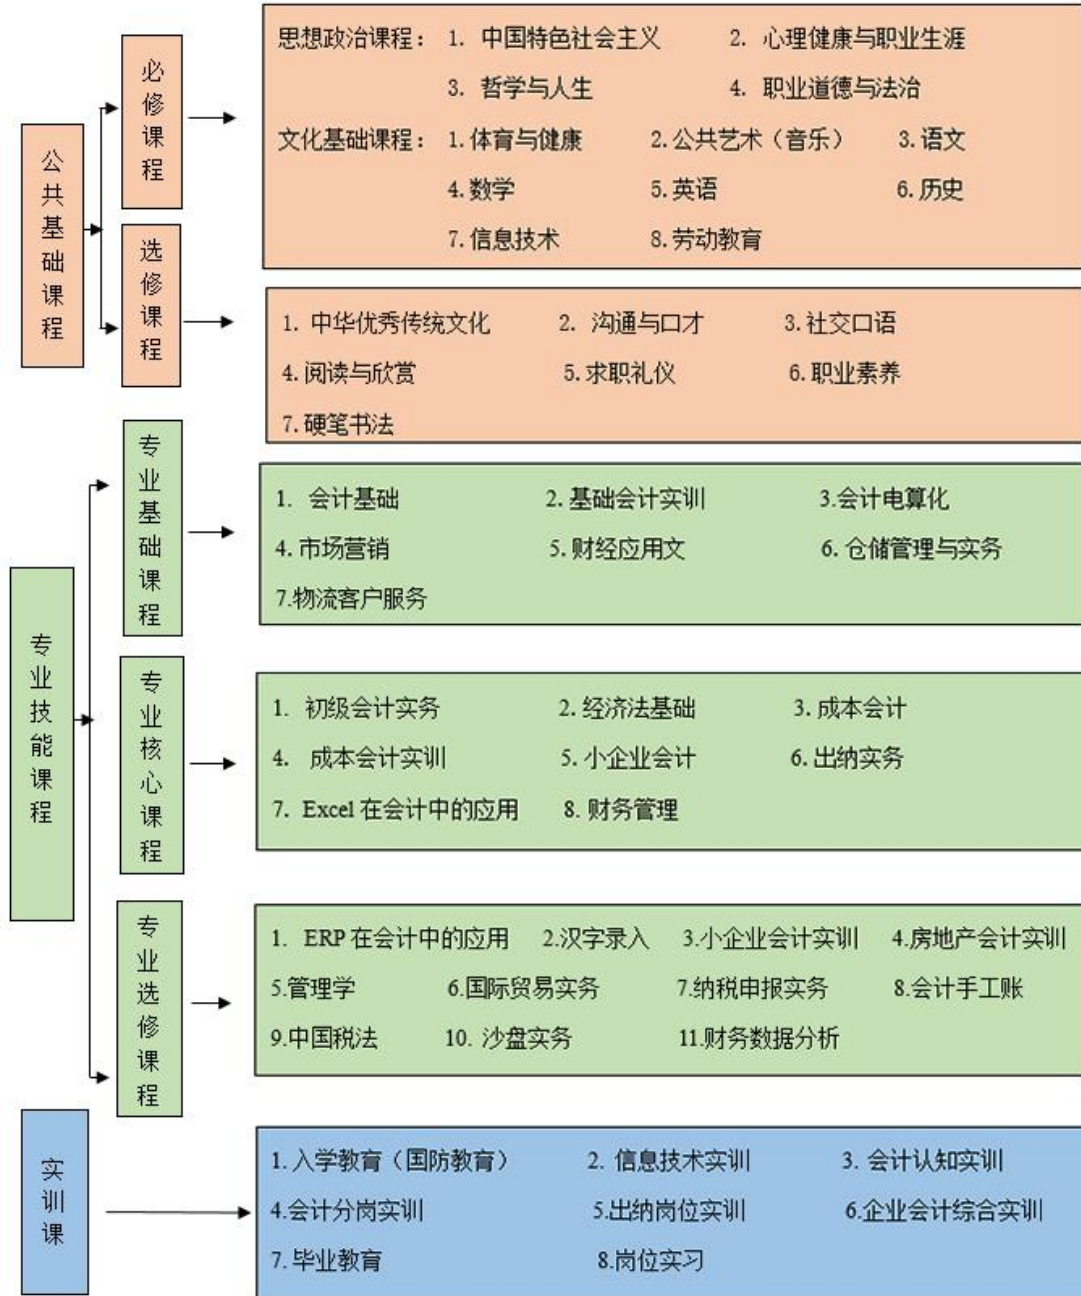 公共基础课程
必修课程
思想政治课程： 1. 中国特色社会主义 2. 心理健康与职业生涯
3. 哲学与人生 4. 职业道德与法治
文化基础课程： 1.体育与健康 2.公共艺术（音乐） 3.语文
4.数学 5.英语 6.历史
7.信息技术 8.劳动教育
选修课程
1. 中华优秀传统文化 2. 沟通与口才 3.社交口语
4.阅读与欣赏 5.求职礼仪 6.职业素养
7.硬笔书法
专业技能课程
专业基础课程
1. 会计基础 2.基础会计实训 3.会计电算化
4.市场营销 5.财经应用文 6. 仓储管理与实务
7.物流客户服务
专业核心课程
1. 初级会计实务 2.经济法基础 3. 成本会计
4. 成本会计实训 5.小企业会计 6.出纳实务
7. Excel 在会计中的应用 8. 财务管理
专业选修课程
1. ERP 在会计中的应用 2.汉字录入 3.小企业会计实训 4.房地产会计实训
5.管理学 6.国际贸易实务 7.纳税申报实务 8.会计手工账
9.中国税法 10. 沙盘实务 11.财务数据分析
实训课
1.入学教育（国防教育） 2. 信息技术实训 3. 会计认知实训
4.会计分岗实训 5.出纳岗位实训 6.企业会计综合实训
7. 毕业教育 8.岗位实习